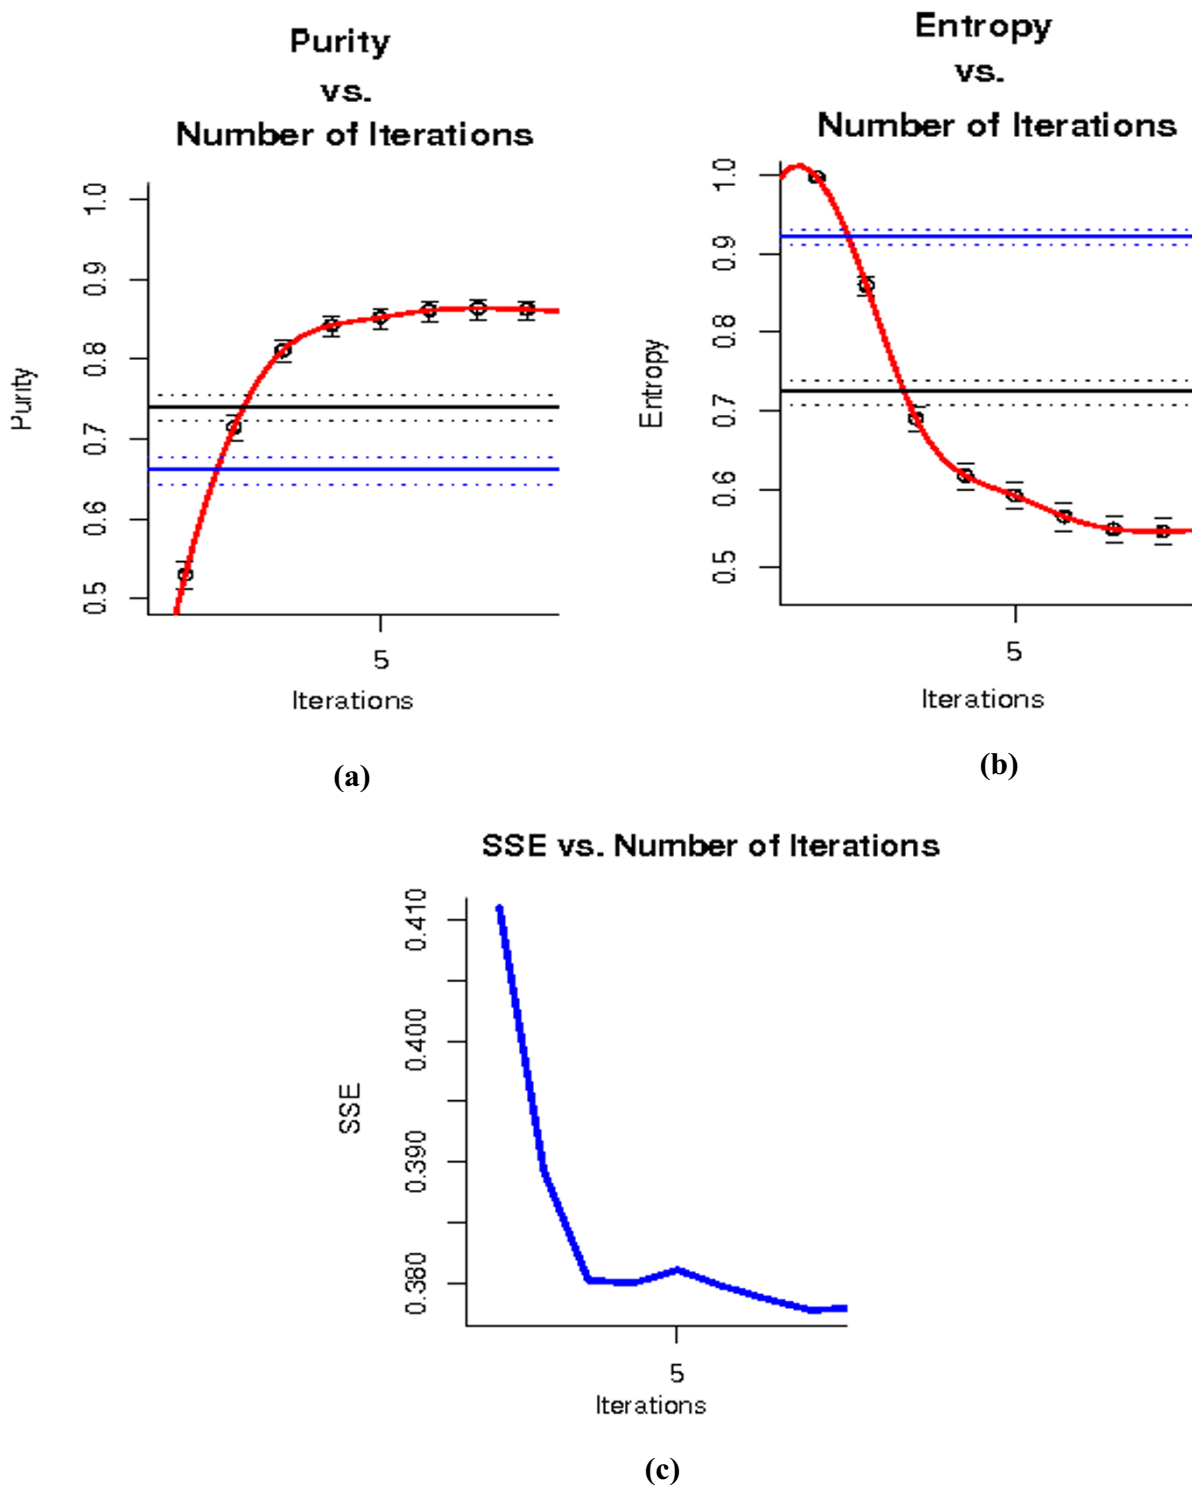 Purity
vs.
Number of Iterations
1.0
0.9
0.8
0.7
0.6
0.5
Purity
5
Iterations
(a)
Entropy
vs.
Number of Iterations
1.0
0.9
0.8
0.7
0.6
0.5
Entropy
5
Iterations
(b)
SSE vs. Number of Iterations
0.410
0.400
0.390
0.380
SSE
5
Iterations
(c)